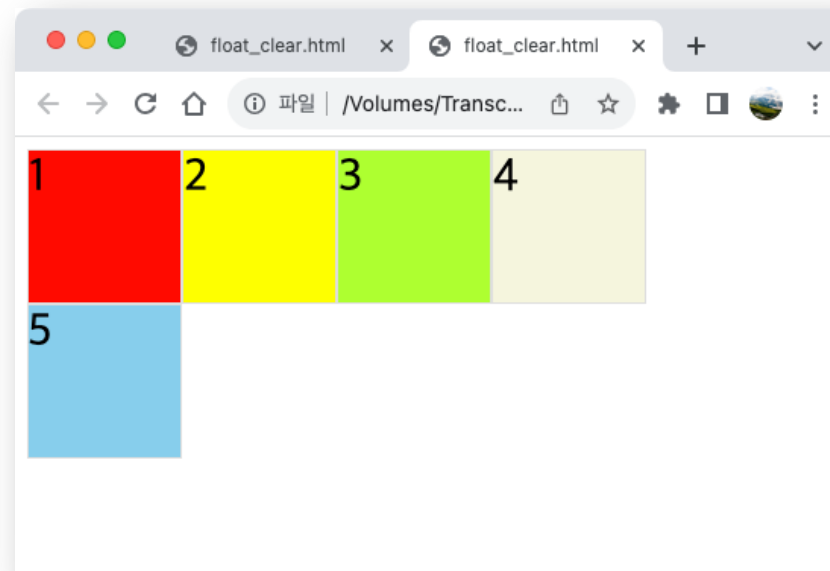 float_clear.html
float_clear.html
파일 /Volumes/Transc...
1 2 3 4
5